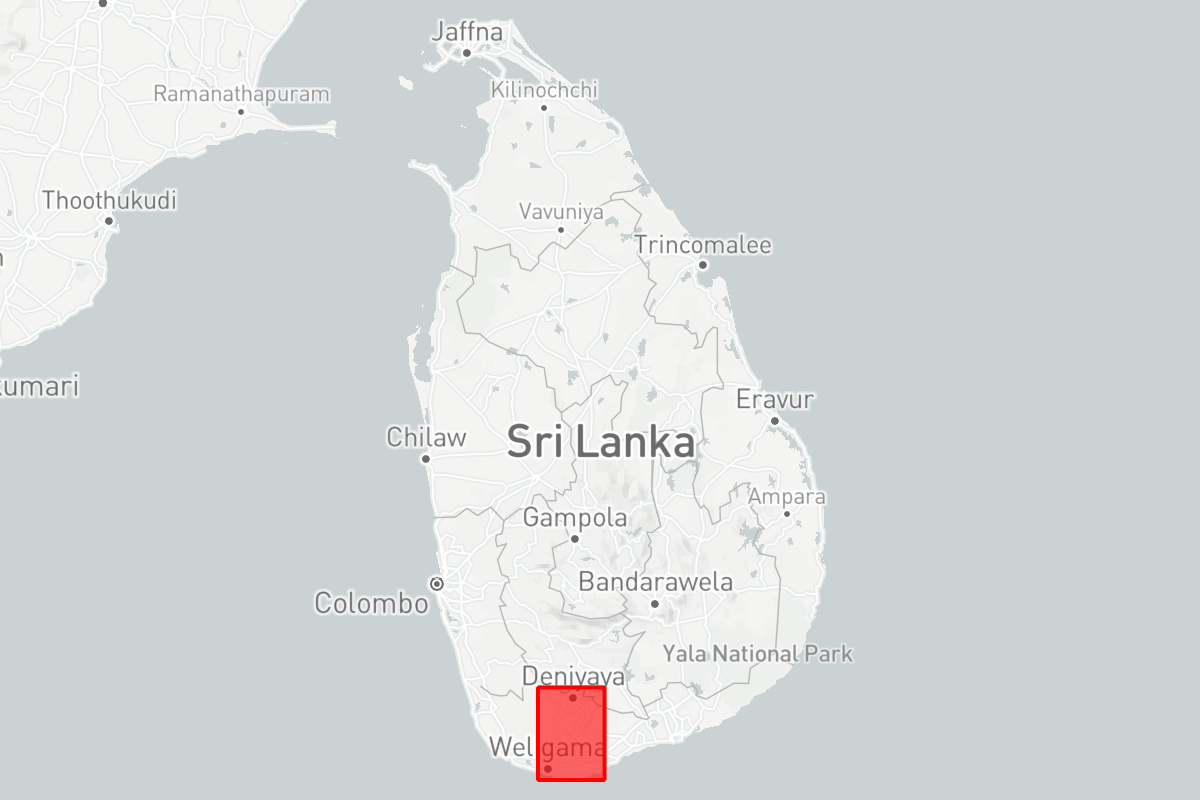 Jaffna
Kilinochchi
Ramanathapuram
Thoothukudi
Vavuniya
Trincomalee
kumari
Eravur
Chilaw
Sri Lanka
Ampara
Gampola
Bandarawela
Colombo
Yala National Park
Deniyaya
Weligama